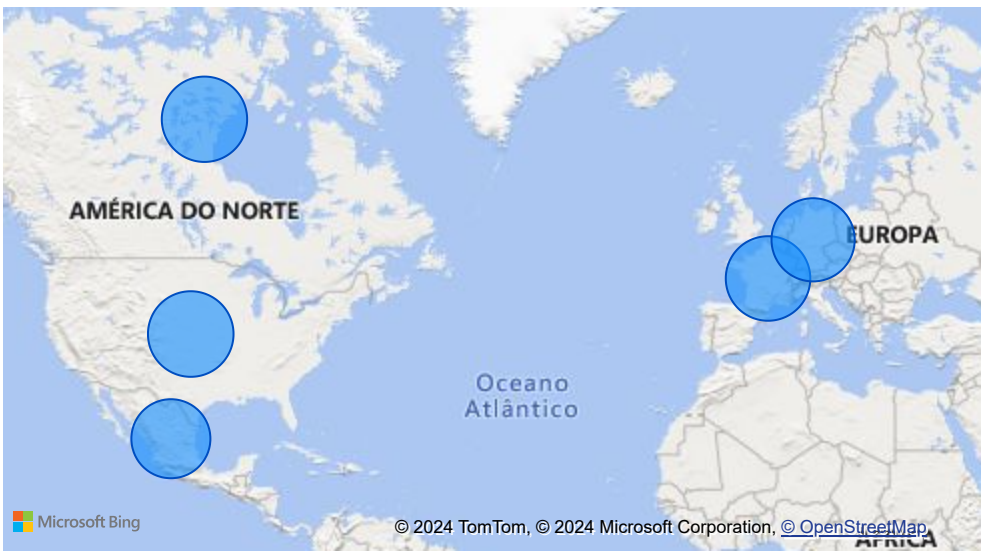 AMÉRICA DO NORTE
EUROPA
Oceano
Atlântico
Microsoft Bing
© 2024 TomTom, © 2024 Microsoft Corporation, © OpenStreetMap
ÁFRICA